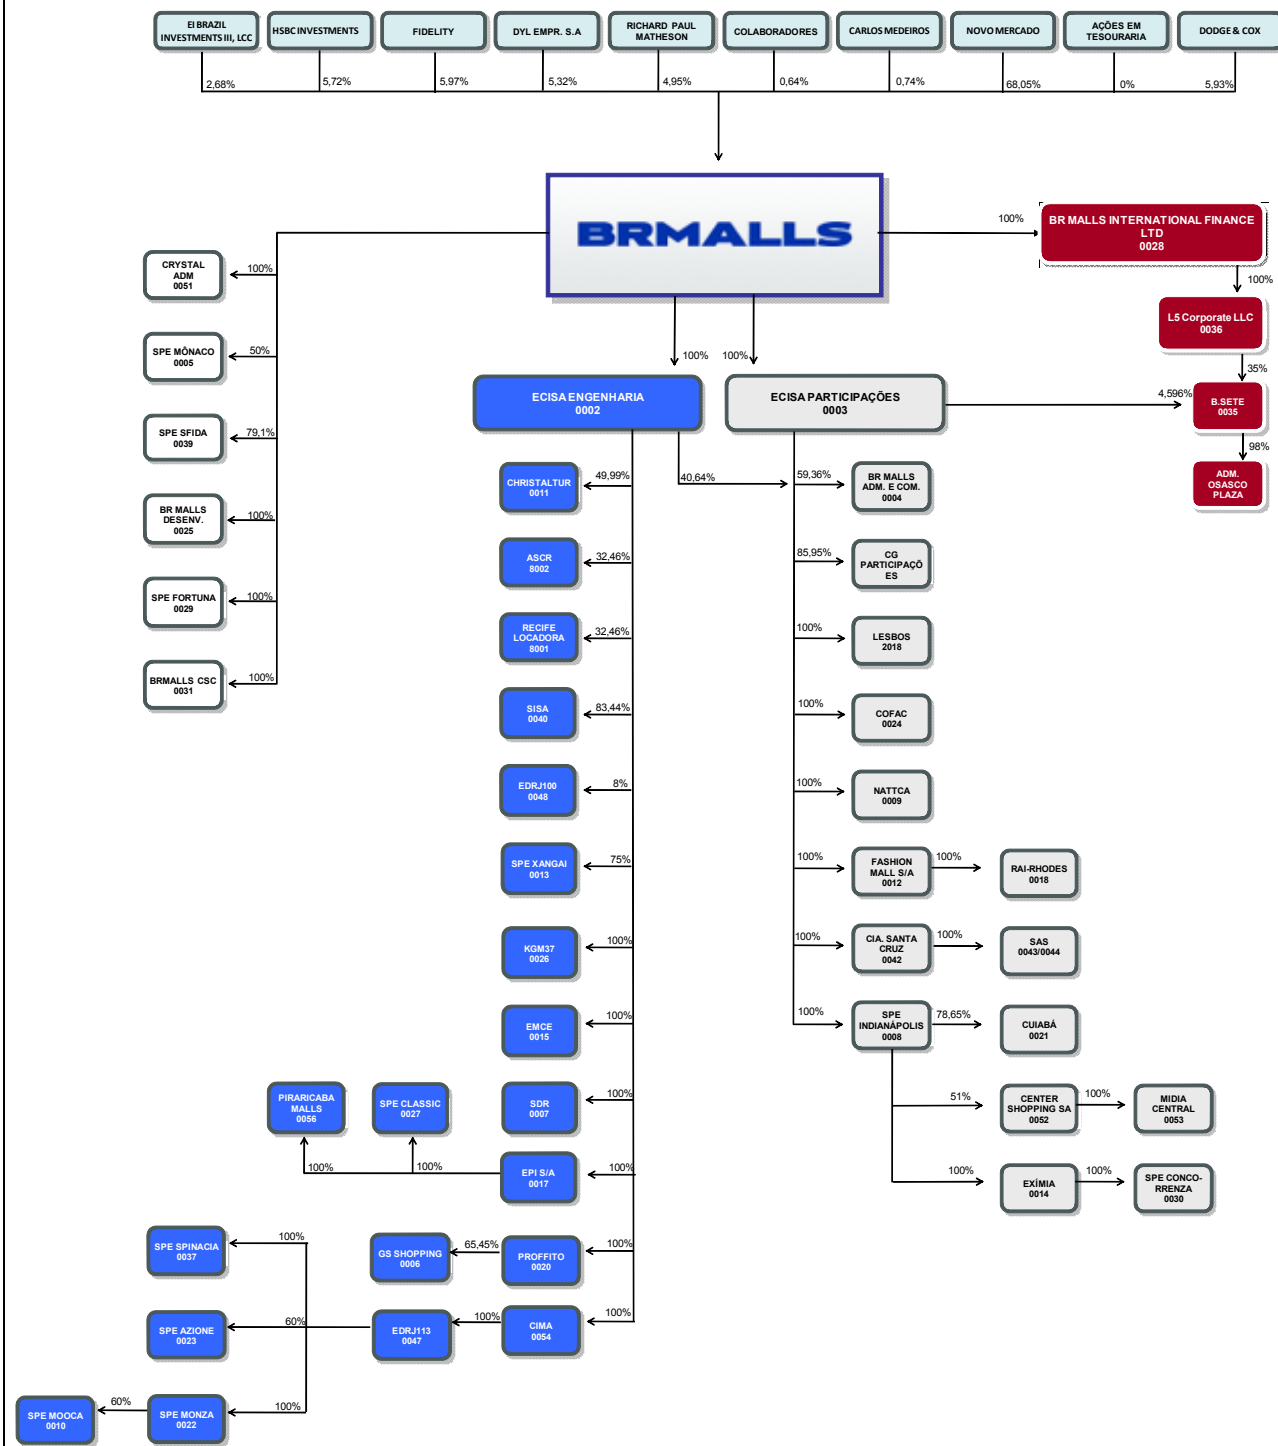 EI BRAZIL
INVESTMENTS III, LCC
HSBC INVESTMENTS
FIDELITY
DYL EMPR. S.A
RICHARD PAUL
MATHESON
COLABORADORES
CARLOS MEDEIROS
NOVO MERCADO
AÇÕES EM
TESOURARIA
DODGE & COX
2,68%
5,72%
5,97%
5,32%
4,95%
0,64%
0,74%
68,05%
0%
5,93%
BRMALLS
100%
BR MALLS INTERNATIONAL FINANCE
LTD
0028
100%
L5 Corporate LLC
0036
35%
4,596%
B.SETE
0035
98%
ADM.
OSASCO
PLAZA
CRYSTAL
ADM
0051
100%
SPE MÔNACO
0005
50%
SPE SFIDA
0039
79,1%
BR MALLS
DESENV.
0025
100%
SPE FORTUNA
0029
100%
BRMALLS CSC
0031
100%
100%
100%
ECISA ENGENHARIA
0002
ECISA PARTICIPAÇÕES
0003
CHRISTALTUR
0011
49,99%
40,64%
59,36%
BR MALLS
ADM. E COM.
0004
ASCR
8002
32,46%
85,95%
CG
PARTICIPAÇÕ
ES
RECIFE
LOCADORA
8001
32,46%
100%
LESBOS
2018
SISA
0040
83,44%
100%
COFAC
0024
EDRJ100
0048
8%
100%
NATTCA
0009
SPE XANGAI
0013
75%
100%
FASHION
MALL S/A
0012
100%
RAI-RHODES
0018
KGM37
0026
100%
100%
CIA. SANTA
CRUZ
0042
100%
SAS
0043/0044
EMCE
0015
100%
100%
SPE
INDIANÁPOLIS
0008
78,65%
CUIABÁ
0021
PIRARICABA
MALLS
0056
SPE CLASSIC
0027
SDR
0007
100%
51%
CENTER
SHOPPING SA
0052
100%
MIDIA
CENTRAL
0053
100%
100%
EPI S/A
0017
100%
100%
EXÍMIA
0014
100%
SPE CONCO-
RRENZA
0030
SPE SPINACIA
0037
100%
GS SHOPPING
0006
65,45%
PROFFITO
0020
100%
SPE AZIONE
0023
60%
EDRJ113
0047
100%
CIMA
0054
100%
SPE MOOCA
0010
60%
SPE MONZA
0022
100%